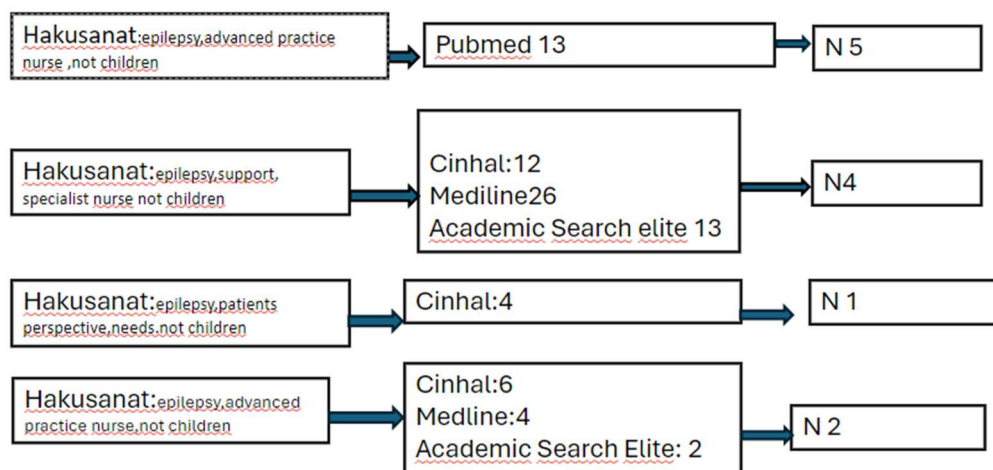 Hakusanat:epilepsy,advanced practice
nurse ,not children
Pubmed 13
N 5
Hakusanat:epilepsy,support,
specialist nurse not children
Cinhal:12
Mediline26
Academic Search elite 13
N4
Hakusanat:epilepsy,patients
perspective,needs.not children
Cinhal:4
N 1
Hakusanat:epilepsy,advanced
practice nurse,not children
Cinhal:6
Medline:4
Academic Search Elite: 2
N 2